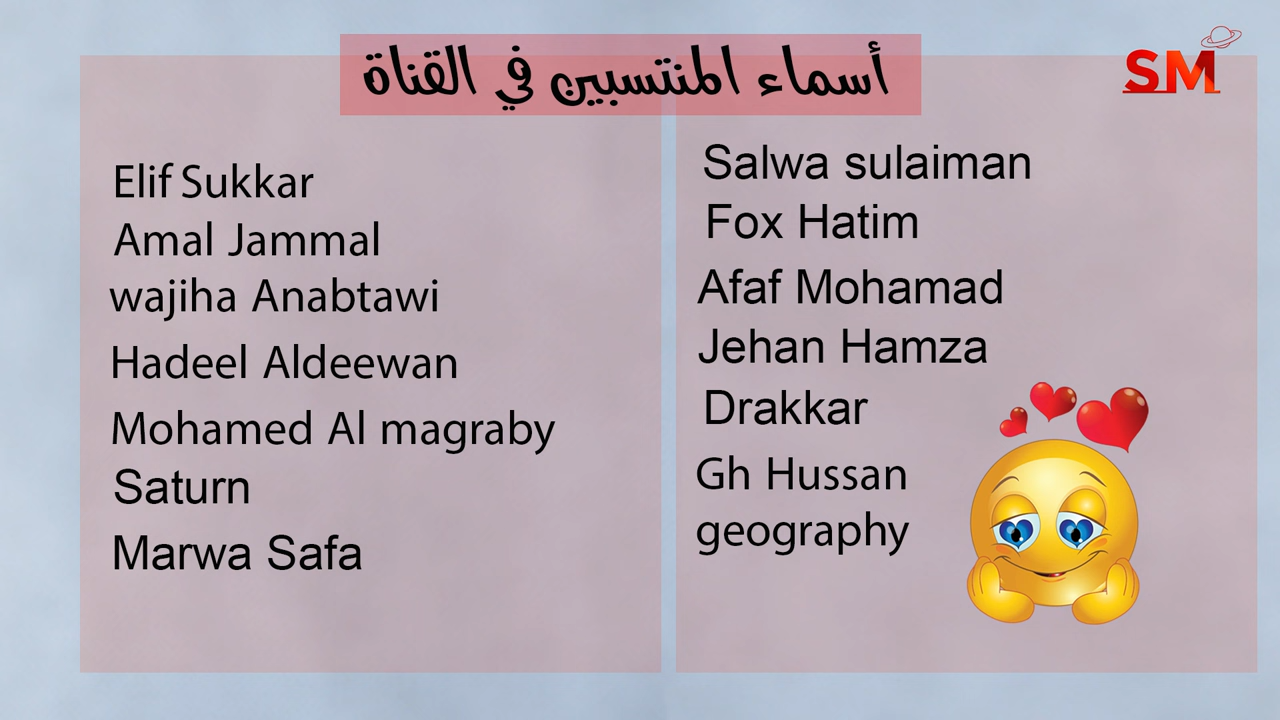 أسماء المنتسبين في القناة
SM
Elif Sukkar
Amal Jammal
wajiha Anabtawi
Hadeel Aldeewan
Mohamed Al magraby
Saturn
Marwa Safa
Salwa sulaiman
Fox Hatim
Afaf Mohamad
Jehan Hamza
Drakkar
Gh Hussan
geography